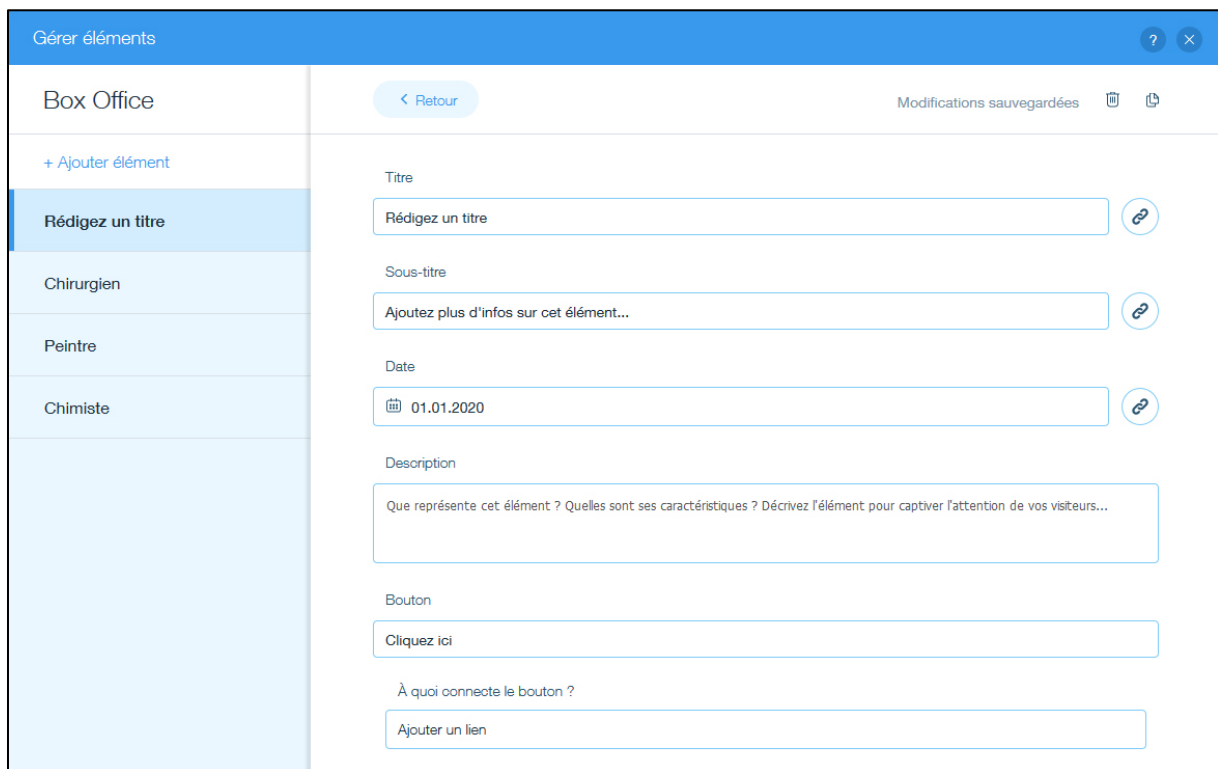 Gérer éléments
?
Box Office
Retour
Modifications sauvegardées
+ Ajouter élément
Rédigez un titre
Chirurgien
Peintre
Chimiste
Titre
Rédigez un titre
Sous-titre
Ajoutez plus d'infos sur cet élément...
Date
01.01.2020
Description
Que représente cet élément ? Quelles sont ses caractéristiques ? Décrivez l'élément pour captiver l'attention de vos visiteurs...
Bouton
Cliquez ici
À quoi connecte le bouton ?
Ajouter un lien